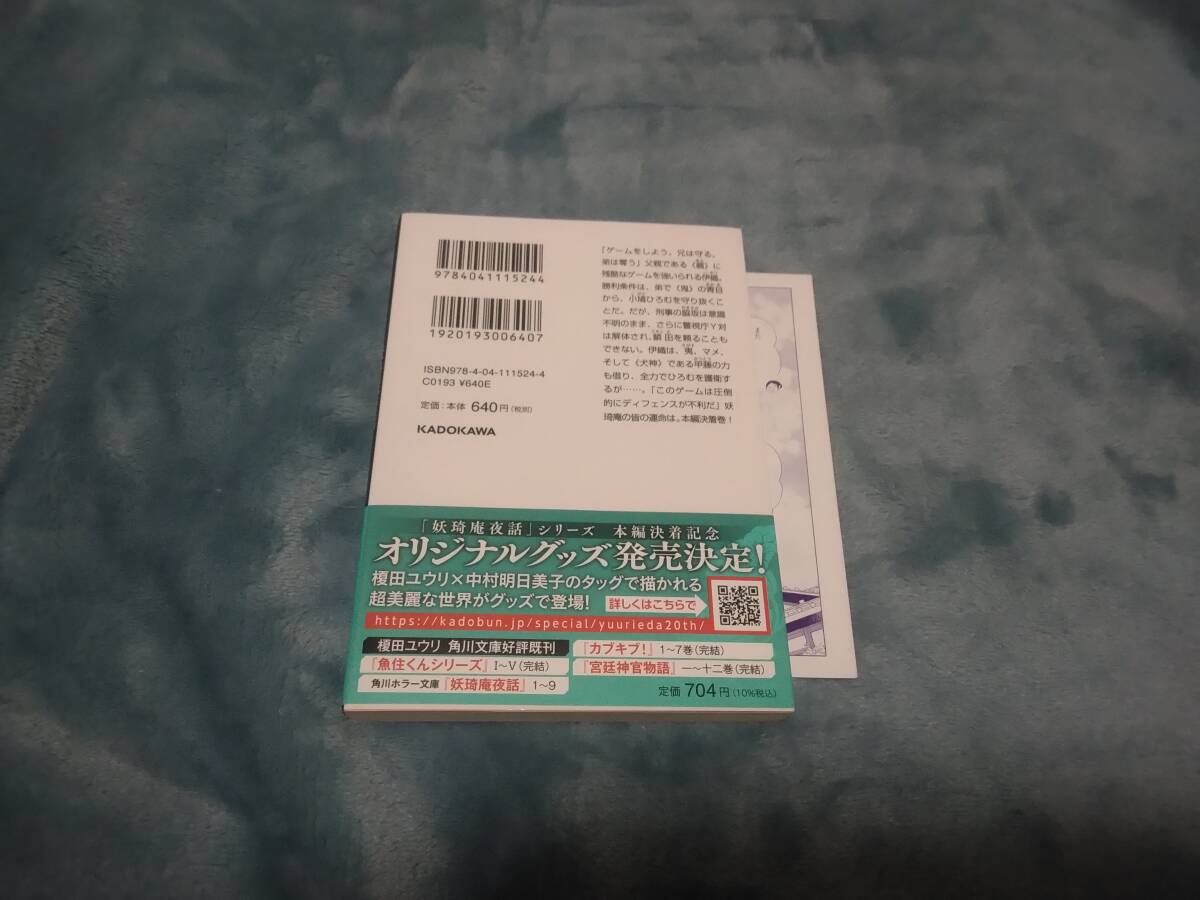 9784041115244
1920193006407
ISBN978-4-04-111524-4
C0193 ¥640E
定価:本体 640円(税別)
KADOKAWA
「ゲームをしよう、兄は守る、
弟は奪う」父親である〈鵺〉に
残酷なゲームを強いられる伊織。
勝利条件は、弟で〈鬼〉の青目
から、小鳩ひろむを守り抜くこ
とだ。だが、刑事の脇坂は意識
不明のまま、さらに警視庁Y対
は解体され、鱗田を頼ることも
できない。伊織は、夷、マメ、
そして〈犬神〉である甲藤の力
も借り、全力でひろむを護衛す
るが……。「このゲームは圧倒
的にディフェンスが不利だ」妖
琦庵の皆の運命は。本編決着巻!
「妖琦庵夜話」シリーズ 本編決着記念
オリジナルグッズ発売決定!
榎田ユウリ×中村明日美子のタッグで描かれる
超美麗な世界がグッズで登場! 詳しくはこちらで
https://kadobun.jp/special/yuurieda20th/
榎田ユウリ 角川文庫好評既刊
『カブキブ!』1~7巻(完結)
『魚住くんシリーズ』I~V(完結)
『宮廷神官物語』一~十二巻(完結)
角川ホラー文庫 『妖琦庵夜話』1~9
定価 704円(10%税込)